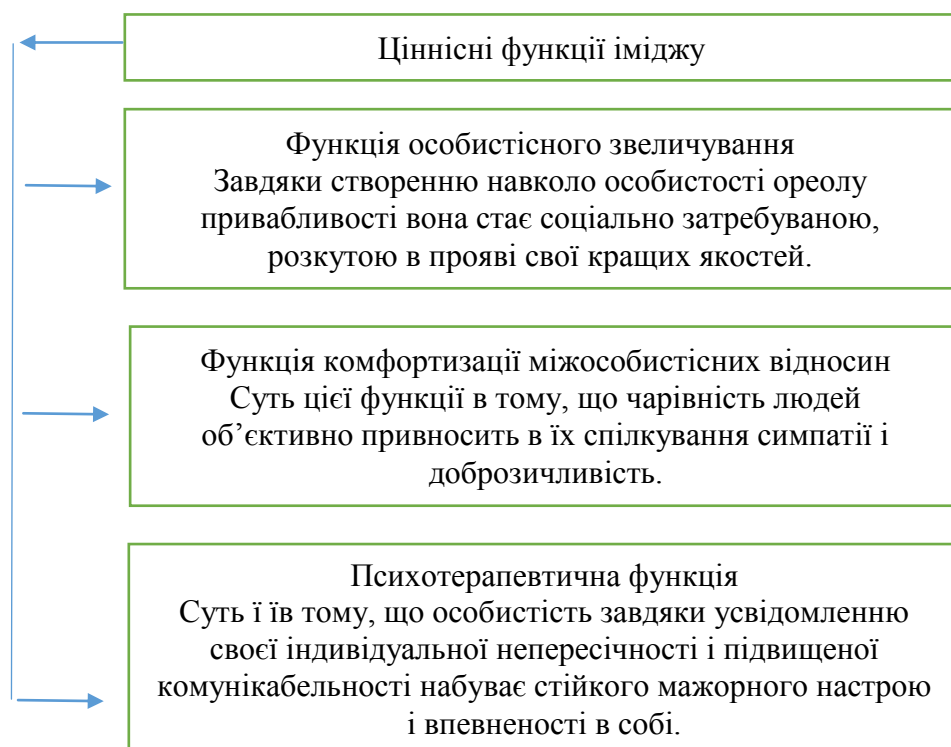 Ціннісні функції іміджу
Функція особистісного звеличування
Завдяки створенню навколо особистості ореолу
привабливості вона стає соціально затребуваною,
розкутою в прояві свої кращих якостей.
Функція комфортизації міжособистісних відносин
Суть цієї функції в тому, що чарівність людей
об’єктивно привносить в їх спілкування симпатії і
доброзичливість.
Психотерапевтична функція
Суть ї їв тому, що особистість завдяки усвідомленню
своєї індивідуальної непересічності і підвищеної
комунікабельності набуває стійкого мажорного настрою
і впевненості в собі.